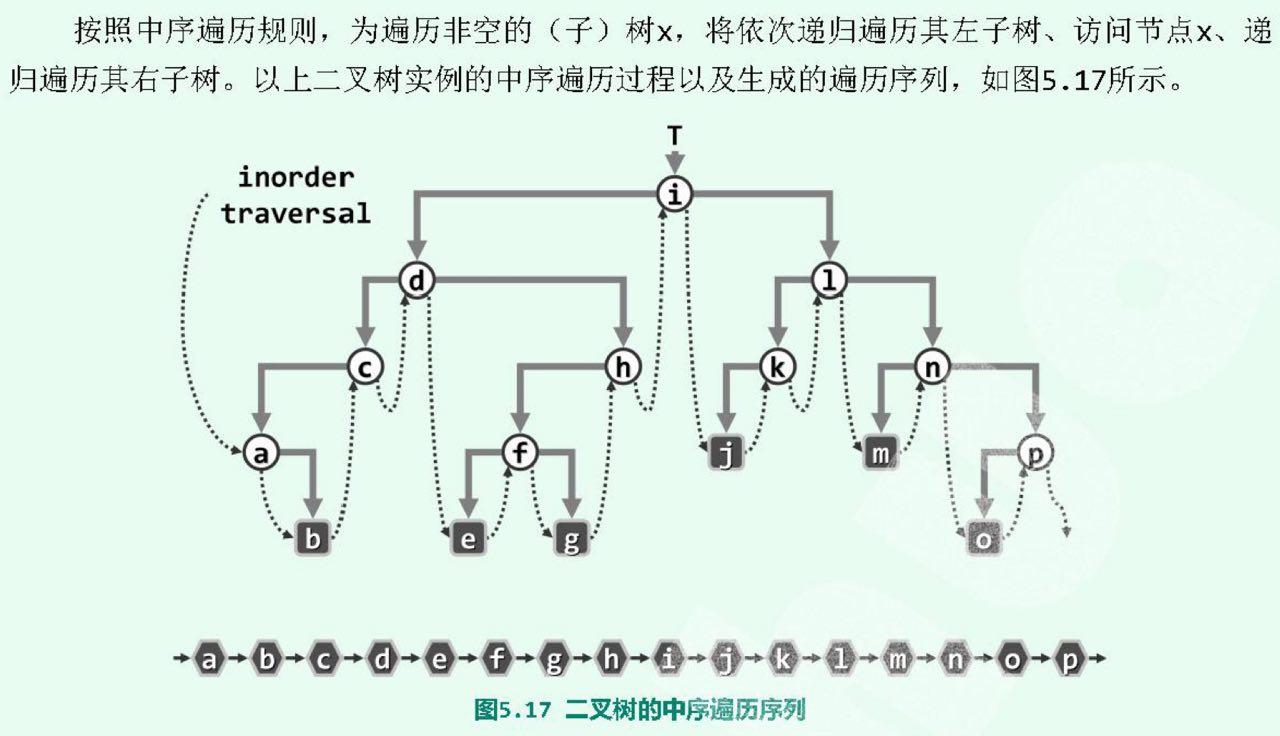 按照中序遍历规则，为遍历非空的（子）树x，将依次递归遍历其左子树、访问节点x、递
归遍历其右子树。以上二叉树实例的中序遍历过程以及生成的遍历序列，如图5.17所示。
T
inorder
traversal
i
d
l
c
h
k
n
a
f
j
m
p
b
e
g
o
a b c d e f g h i j k l m n o p
图5.17 二叉树的中序遍历序列